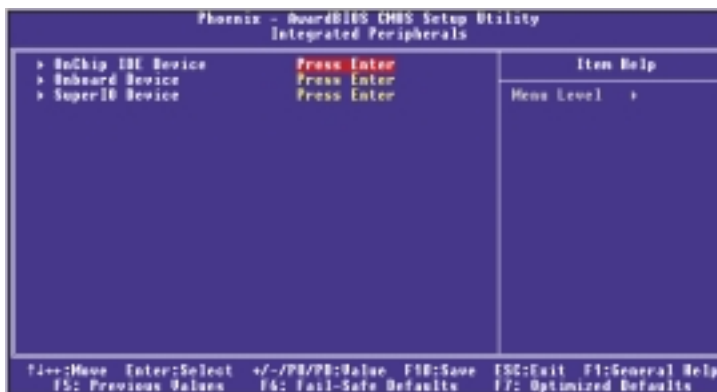 Phoenix - AwardBIOS CMOS Setup Utility
Integrated Peripherals
▸ OnChip IDE Device Press Enter
▸ Onboard Device Press Enter
▸ SuperIO Device Press Enter
Item Help
Menu Level ▸
↑↓→←:Move Enter:Select +/-/PU/PD:Value F10:Save ESC:Exit F1:General Help
F5: Previous Values F6: Fail-Safe Defaults F7: Optimized Defaults